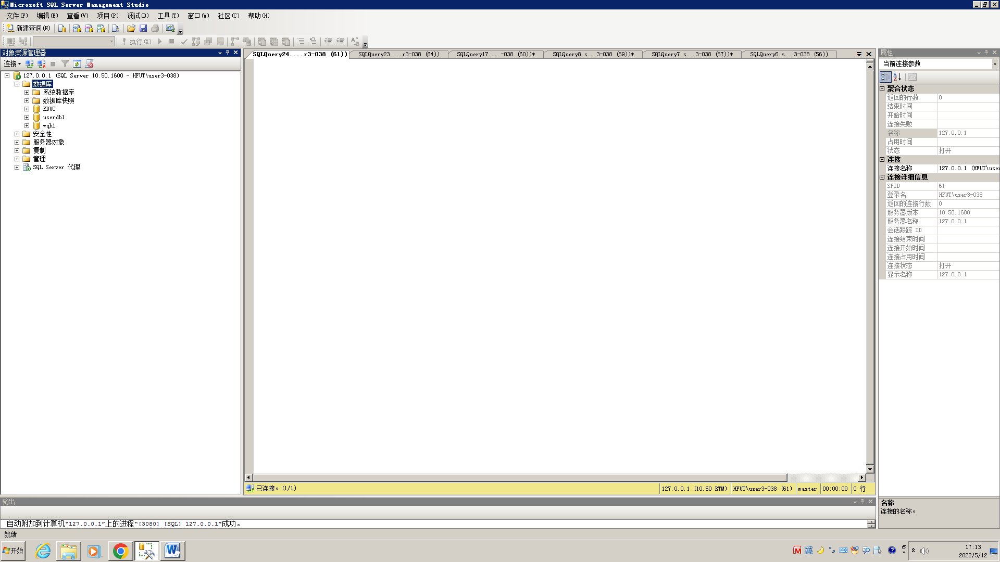 Microsoft SQL Server Management Studio
文件(F) 编辑(E) 查看(V) 项目(P) 调试(D) 工具(T) 窗口(W) 社区(C) 帮助(H)
新建查询(N)
执行(X)
对象资源管理器
连接
127.0.0.1 (SQL Server 10.50.1600 - HFUT\user3-038)
数据库
系统数据库
数据库快照
EDUC
userdb1
wqh1
安全性
服务器对象
复制
管理
SQL Server 代理
SQLQuery24....r3-038 (61)) SQLQuery23....r3-038 (64)) SQLQuery17....-038 (60))* SQLQuery8.s...3-038 (59))* SQLQuery7.s...3-038 (57))* SQLQuery6.s...3-038 (56))
已连接。(1/1)
127.0.0.1 (10.50 RTM) HFUT\user3-038 (61) master 00:00:00 0 行
属性
当前连接参数
聚合状态
返回的行数 0
结束时间
开始时间
连接失败
名称 127.0.0.1
占用时间
状态 打开
连接
连接名称 127.0.0.1 (HFUT\user
连接详细信息
SPID 61
登录名 HFUT\user3-038
返回的连接行数 0
服务器版本 10.50.1600
服务器名称 127.0.0.1
会话跟踪 ID
连接结束时间
连接开始时间
连接占用时间
连接状态 打开
显示名称 127.0.0.1
名称
连接的名称。
输出
自动附加到计算机“127.0.0.1”上的进程“[3080] [SQL] 127.0.0.1”成功。
就绪
开始
英
17:13
2022/5/12